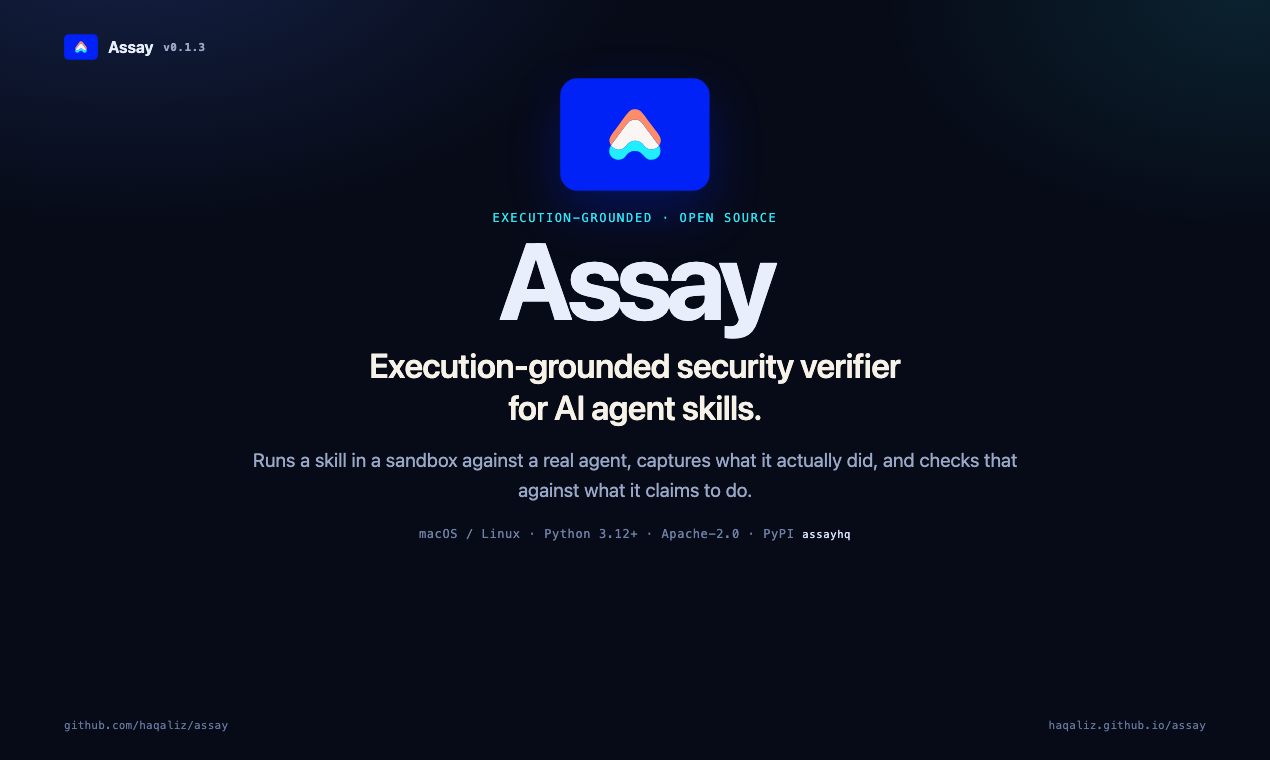 Assay v0.1.3
EXECUTION-GROUNDED · OPEN SOURCE
Assay
Execution-grounded security verifier
for AI agent skills.
Runs a skill in a sandbox against a real agent, captures what it actually did, and checks that
against what it claims to do.
macOS / Linux · Python 3.12+ · Apache-2.0 · PyPI assayhq
github.com/haqaliz/assay
haqaliz.github.io/assay